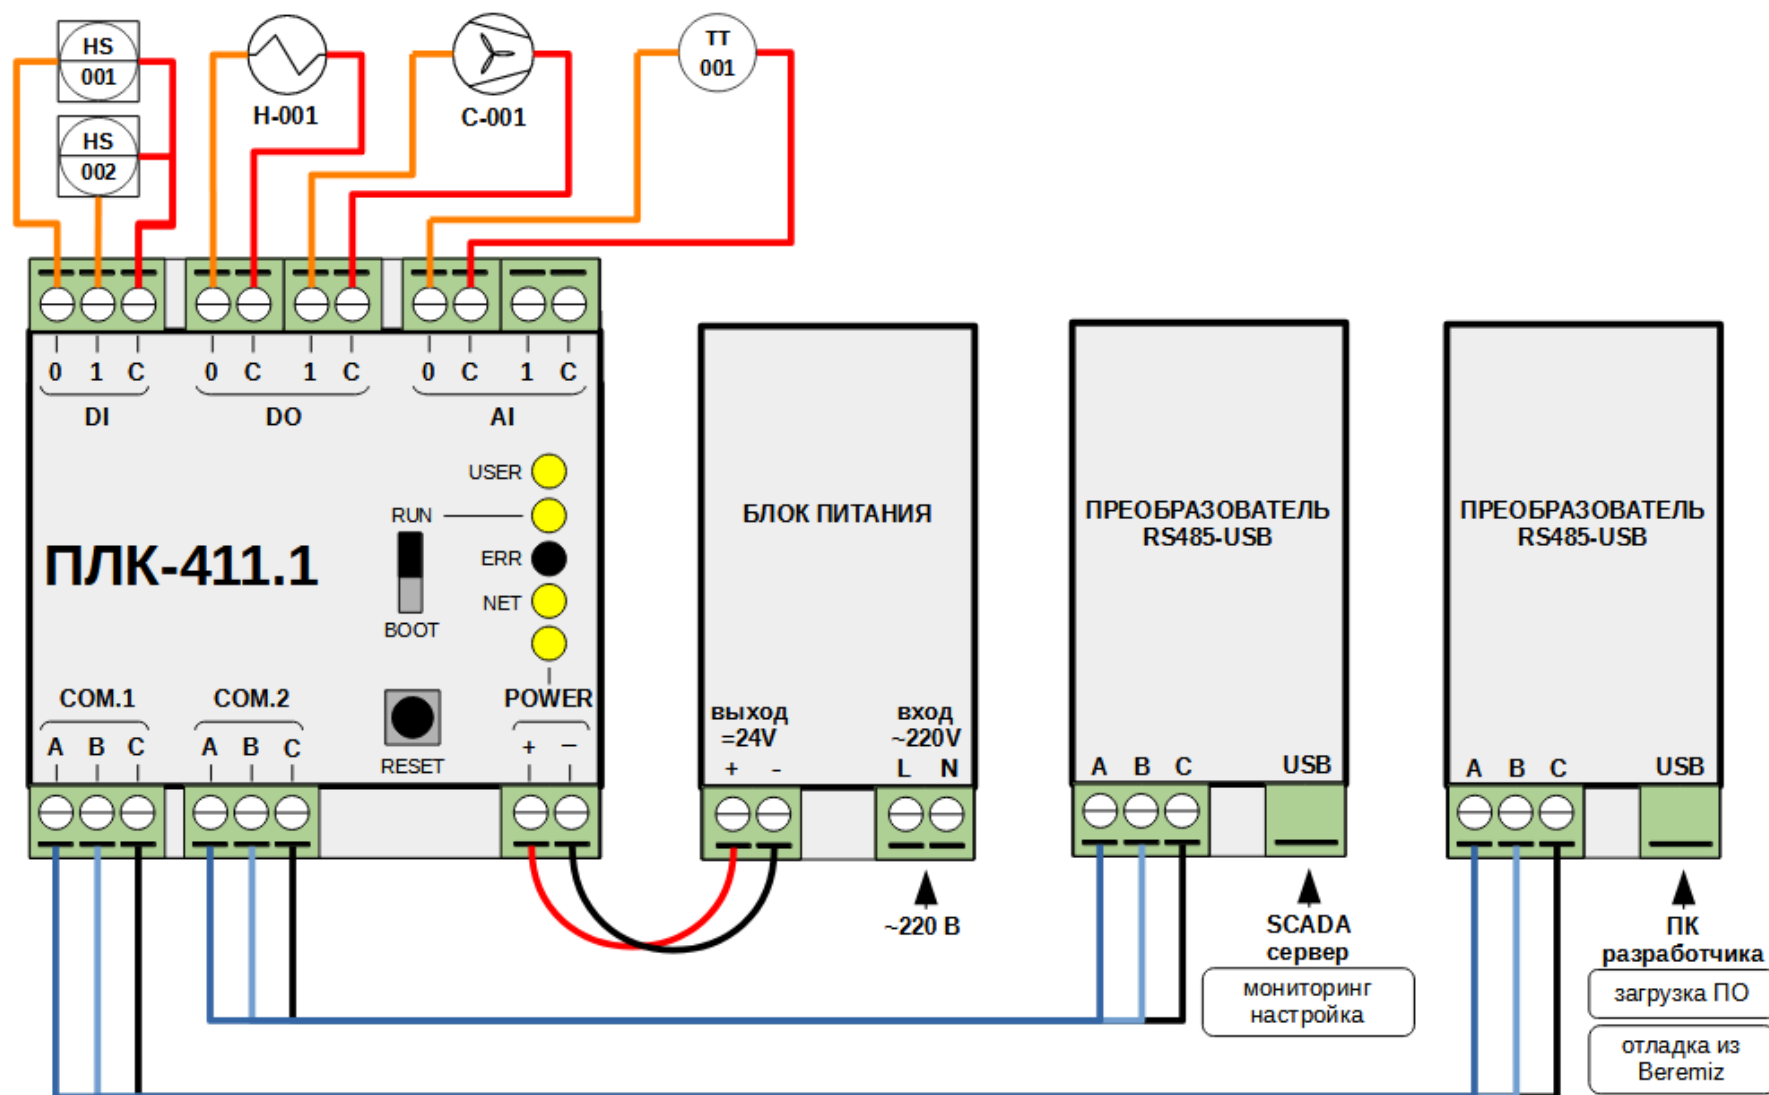 HS
001
HS
002
H-001
C-001
TT
001
0 1 C
DI
0 C 1 C
DO
0 C 1 C
AI
USER
RUN
ERR
NET
BOOT
ПЛК-411.1
COM.1
A B C
COM.2
A B C
RESET
POWER
+ –
БЛОК ПИТАНИЯ
выход
=24V
+ -
вход
~220V
L N
~220 В
ПРЕОБРАЗОВАТЕЛЬ
RS485-USB
A B C
USB
SCADA
сервер
мониторинг
настройка
ПРЕОБРАЗОВАТЕЛЬ
RS485-USB
A B C
USB
ПК
разработчика
загрузка ПО
отладка из
Beremiz